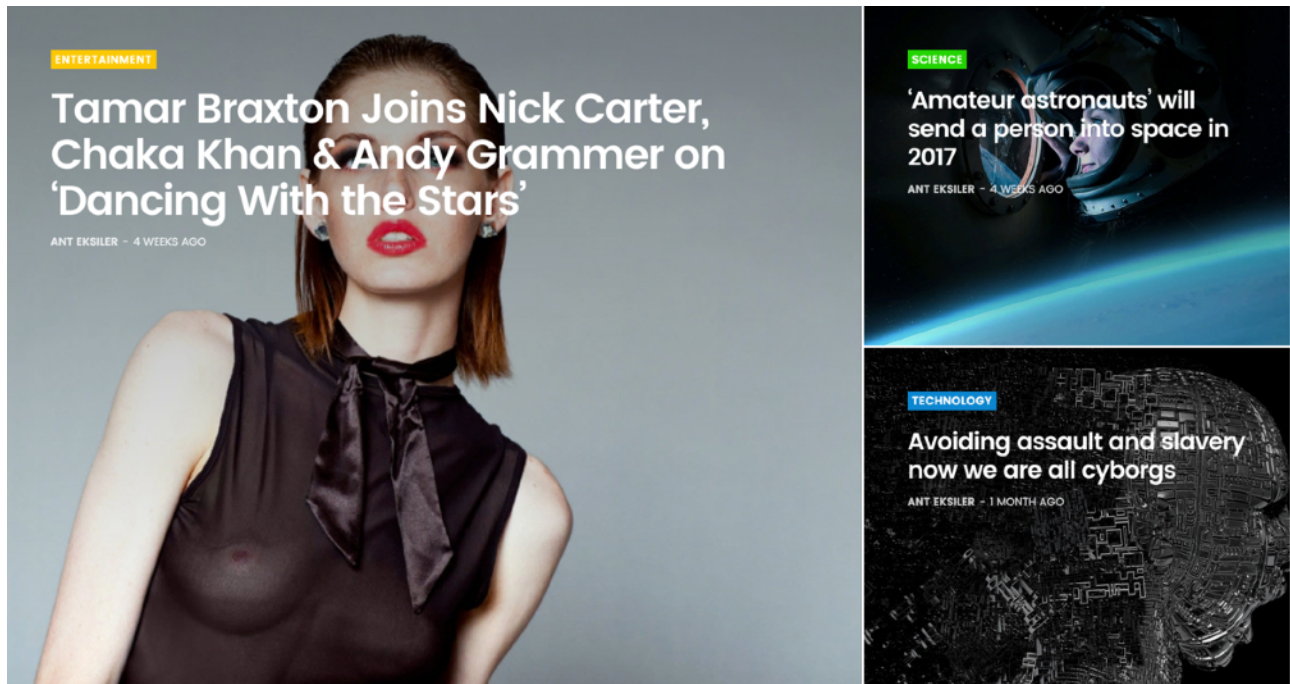 ENTERTAINMENT
Tamar Braxton Joins Nick Carter,
Chaka Khan & Andy Grammer on
‘Dancing With the Stars’
ANT EKSILER - 4 WEEKS AGO
SCIENCE
‘Amateur astronauts’ will
send a person into space in
2017
ANT EKSILER - 4 WEEKS AGO
TECHNOLOGY
Avoiding assault and slavery
now we are all cyborgs
ANT EKSILER - 1 MONTH AGO